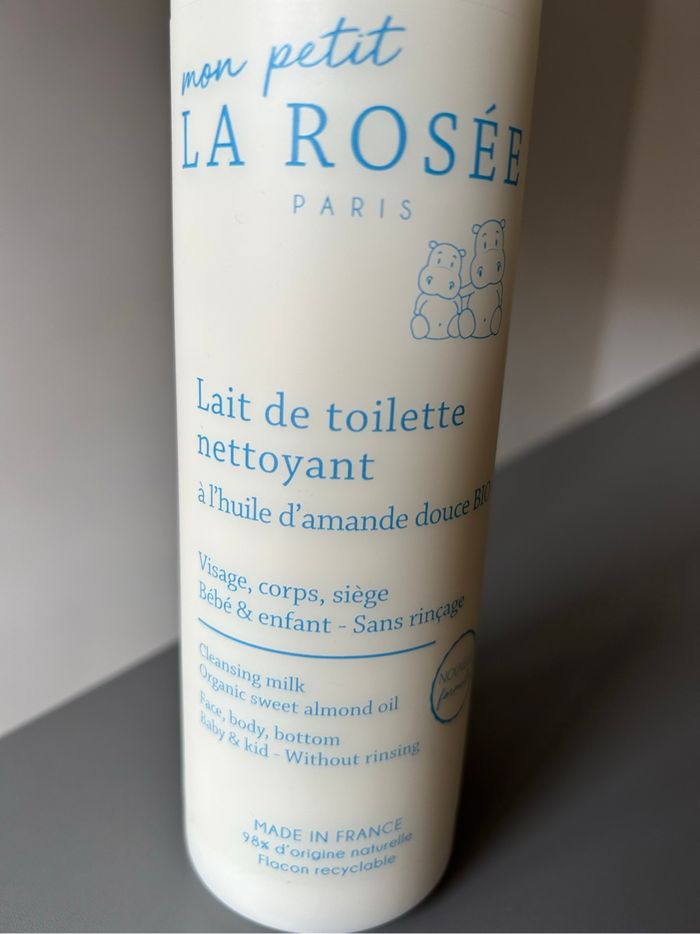 mon petit
LA ROSÉE
PARIS
Lait de toilette
nettoyant
à l'huile d'amande douce BIO
Visage, corps, siège
Bébé & enfant - Sans rinçage
Cleansing milk
Organic sweet almond oil
Face, body, bottom
Baby & kid - Without rinsing
MADE IN FRANCE
98% d'origine naturelle
Flacon recyclable